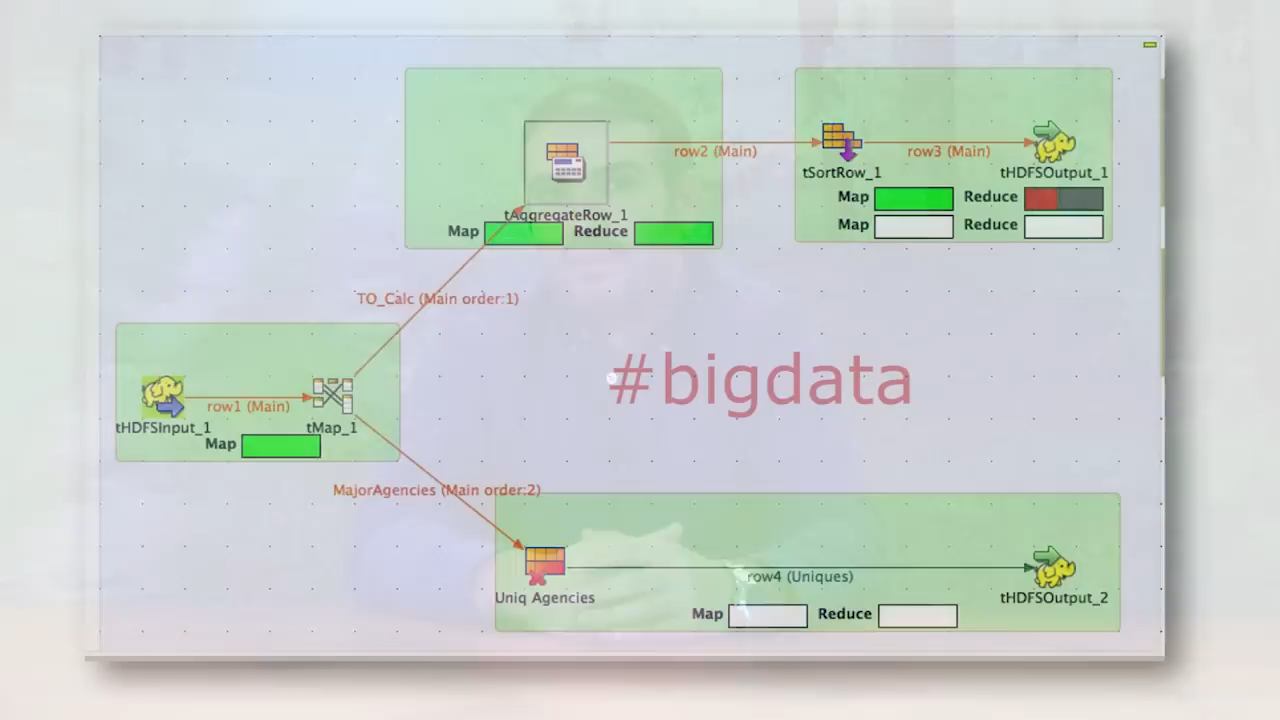 row2 (Main)
row3 (Main)
tSortRow_1
tHDFSOutput_1
Map
Reduce
Map
Reduce
tAggregateRow_1
Map
Reduce
TO_Calc (Main order:1)
#bigdata
row1 (Main)
tHDFSInput_1
tMap_1
Map
MajorAgencies (Main order:2)
row4 (Uniques)
Uniq Agencies
tHDFSOutput_2
Map
Reduce